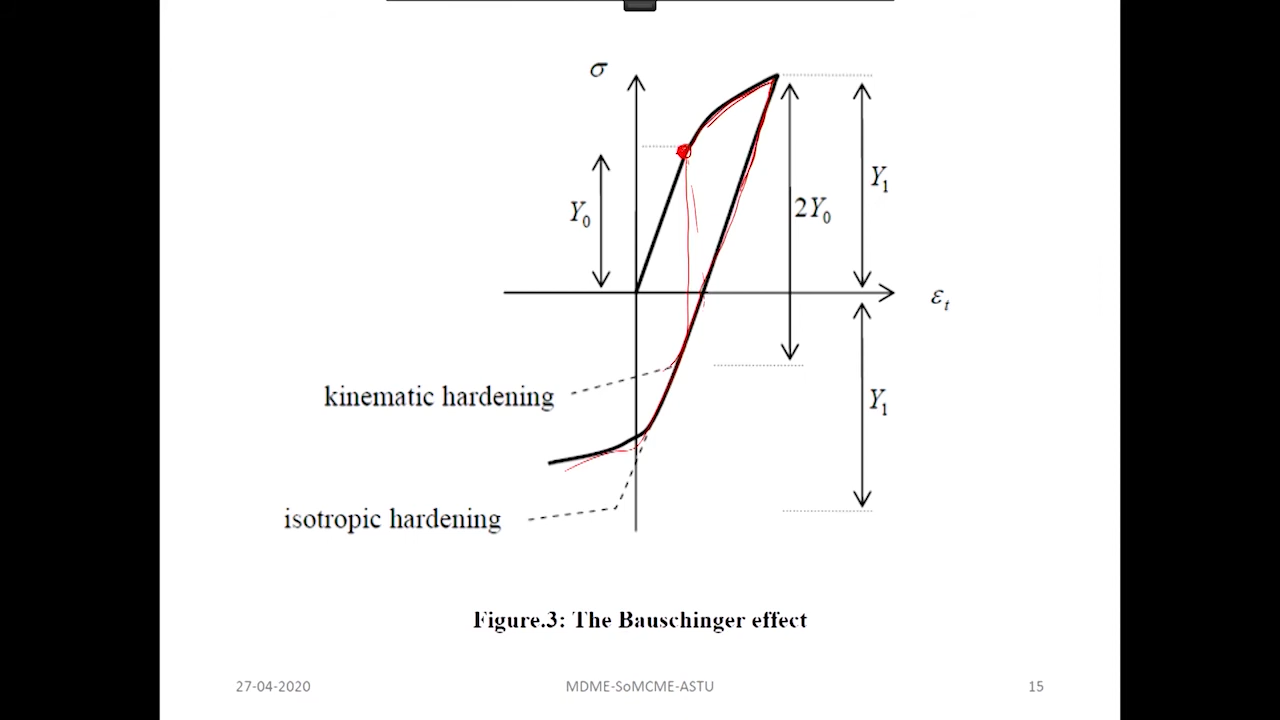 σ
Y₁
2Y₀
Y₀
εₜ
kinematic hardening
Y₁
isotropic hardening
Figure.3: The Bauschinger effect
27-04-2020 MDME-SoMCME-ASTU 15